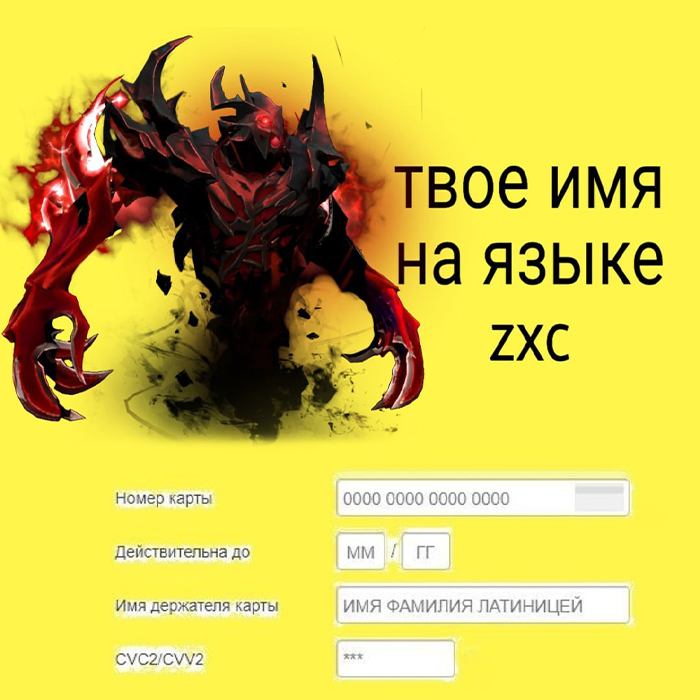 твое имя
на языке
zxc
Номер карты 0000 0000 0000 0000
Действительна до ММ / ГГ
Имя держателя карты ИМЯ ФАМИЛИЯ ЛАТИНИЦЕЙ
CVC2/CVV2 ***